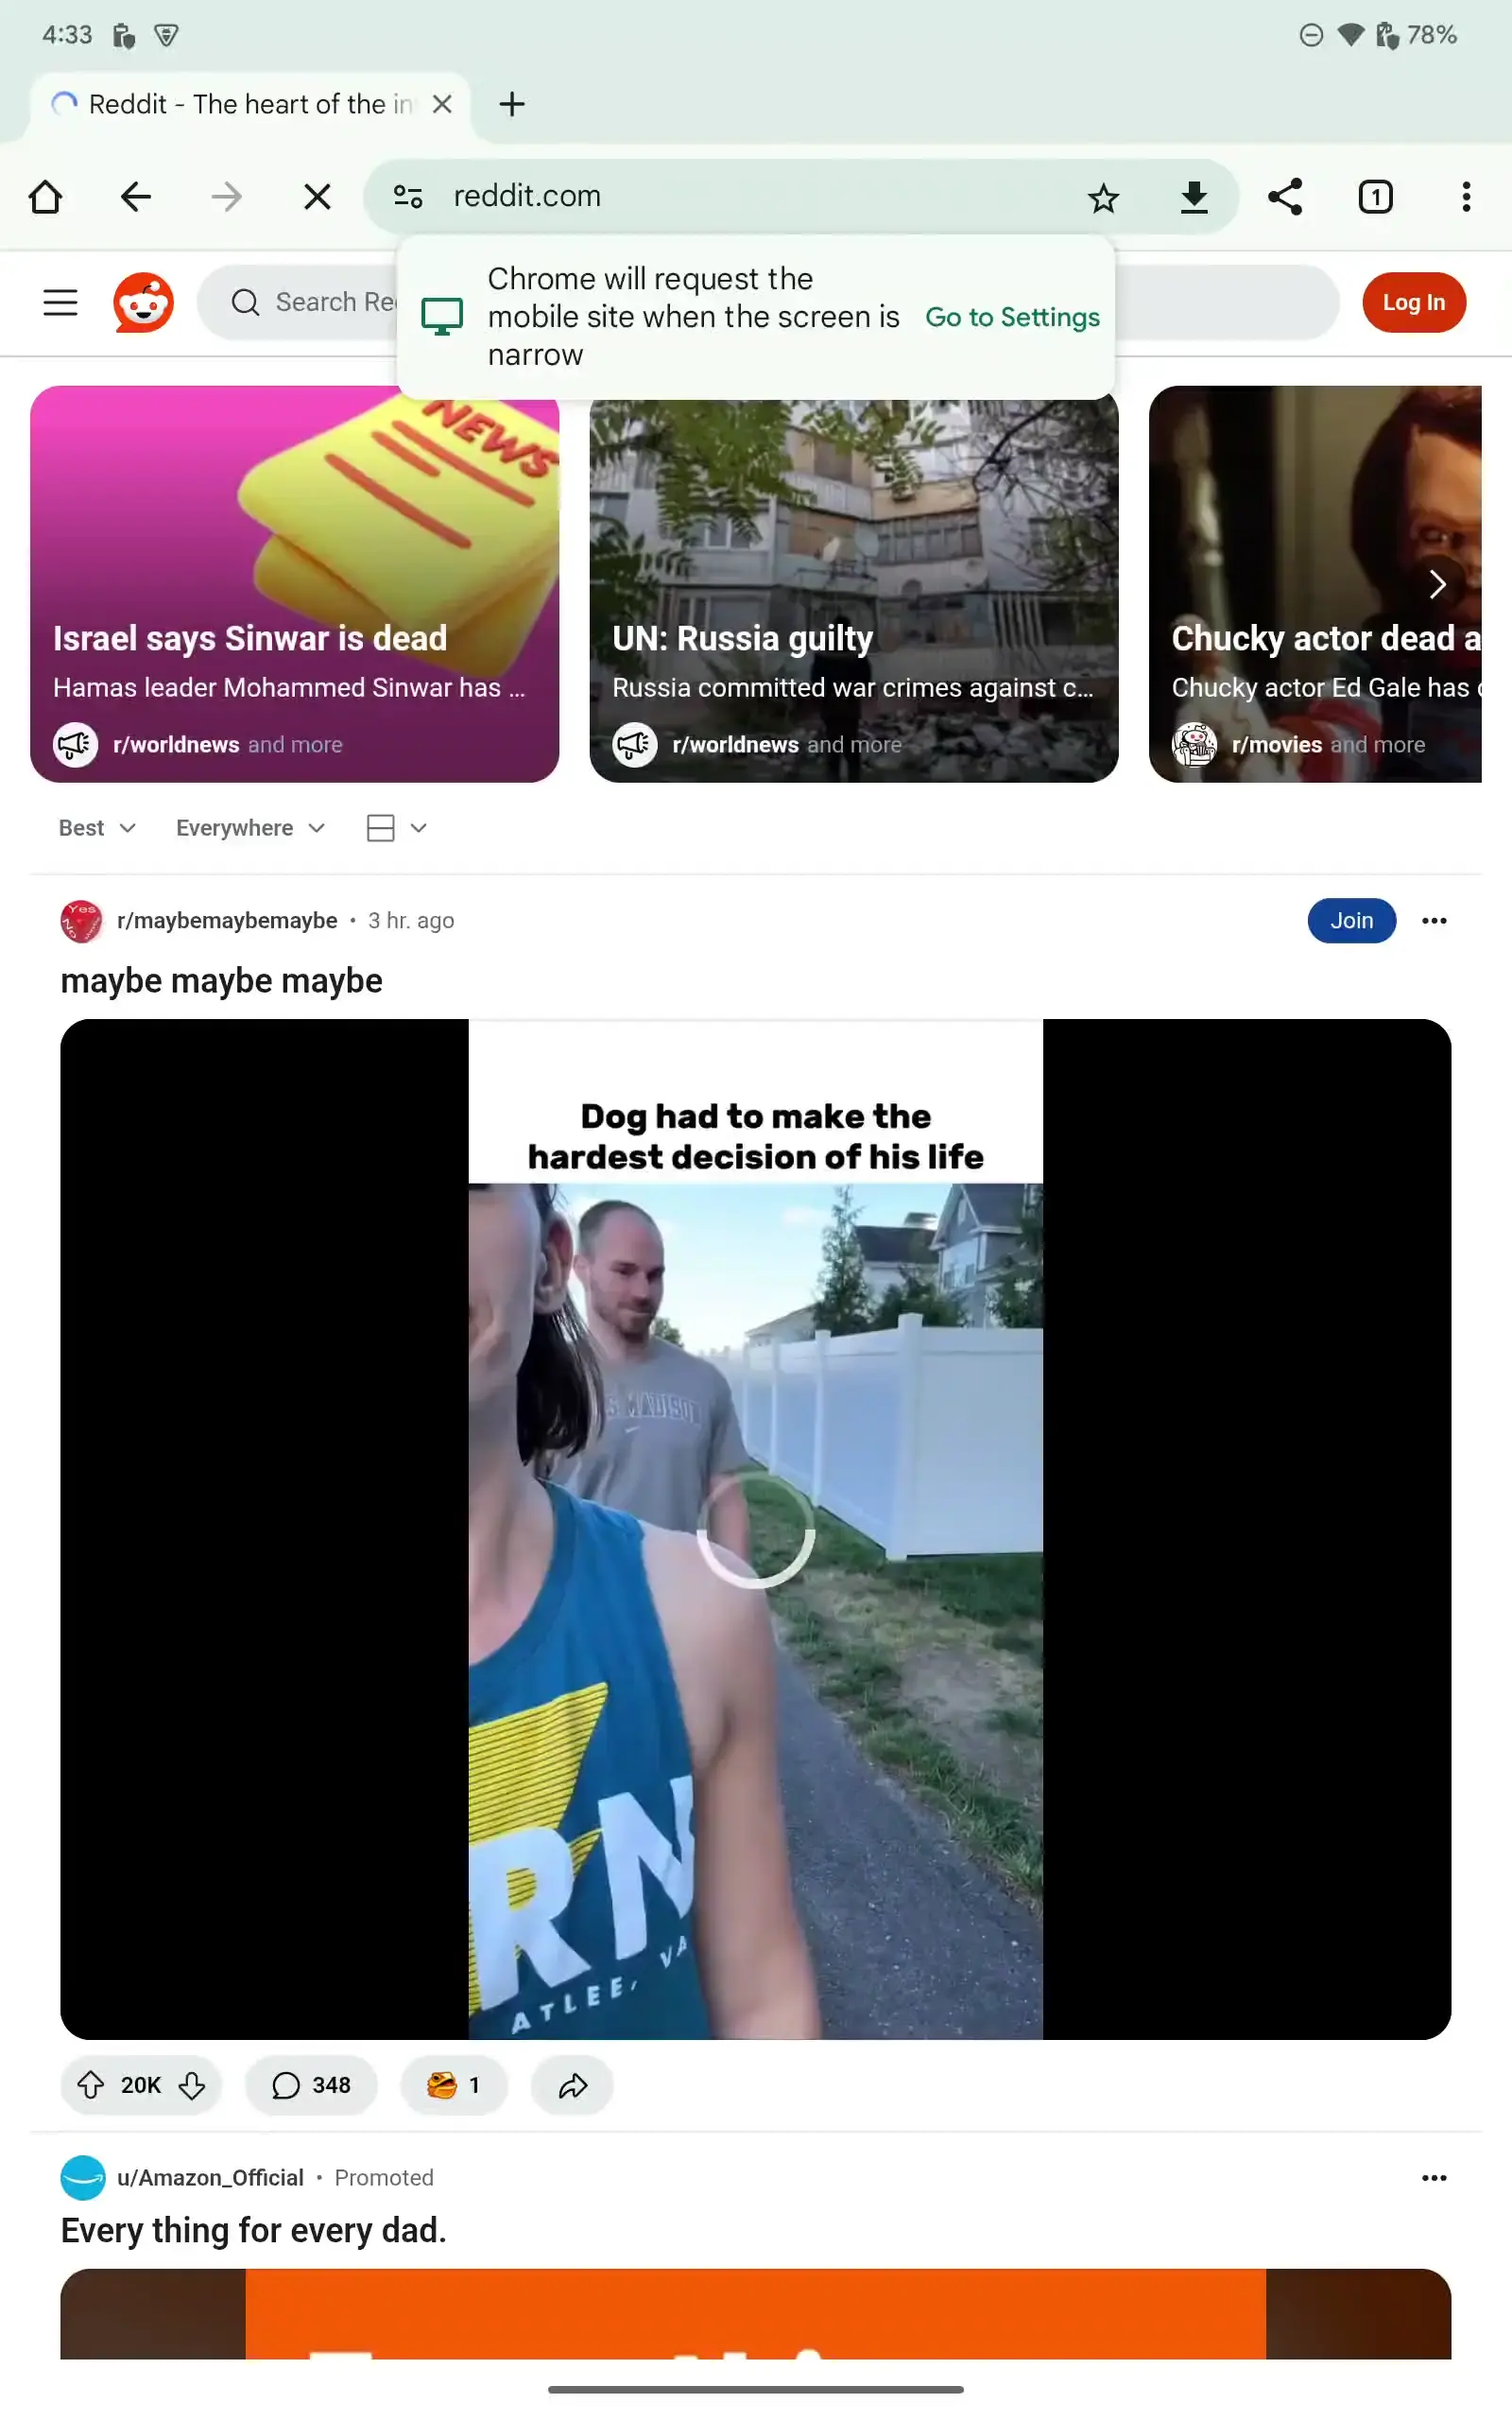 4:33
78%
Reddit - The heart of the in
reddit.com
1
Chrome will request the
mobile site when the screen is
narrow
Go to Settings
Search Re
Log In
NEWS
Israel says Sinwar is dead
Hamas leader Mohammed Sinwar has ...
r/worldnews and more
UN: Russia guilty
Russia committed war crimes against c...
r/worldnews and more
Chucky actor dead a
Chucky actor Ed Gale has
r/movies and more
Best
Everywhere
Yes
r/maybemaybemaybe • 3 hr. ago
Join
maybe maybe maybe
Dog had to make the
hardest decision of his life
MADISON
RN
ATLEE, VA
20K
348
1
u/Amazon_Official • Promoted
Every thing for every dad.